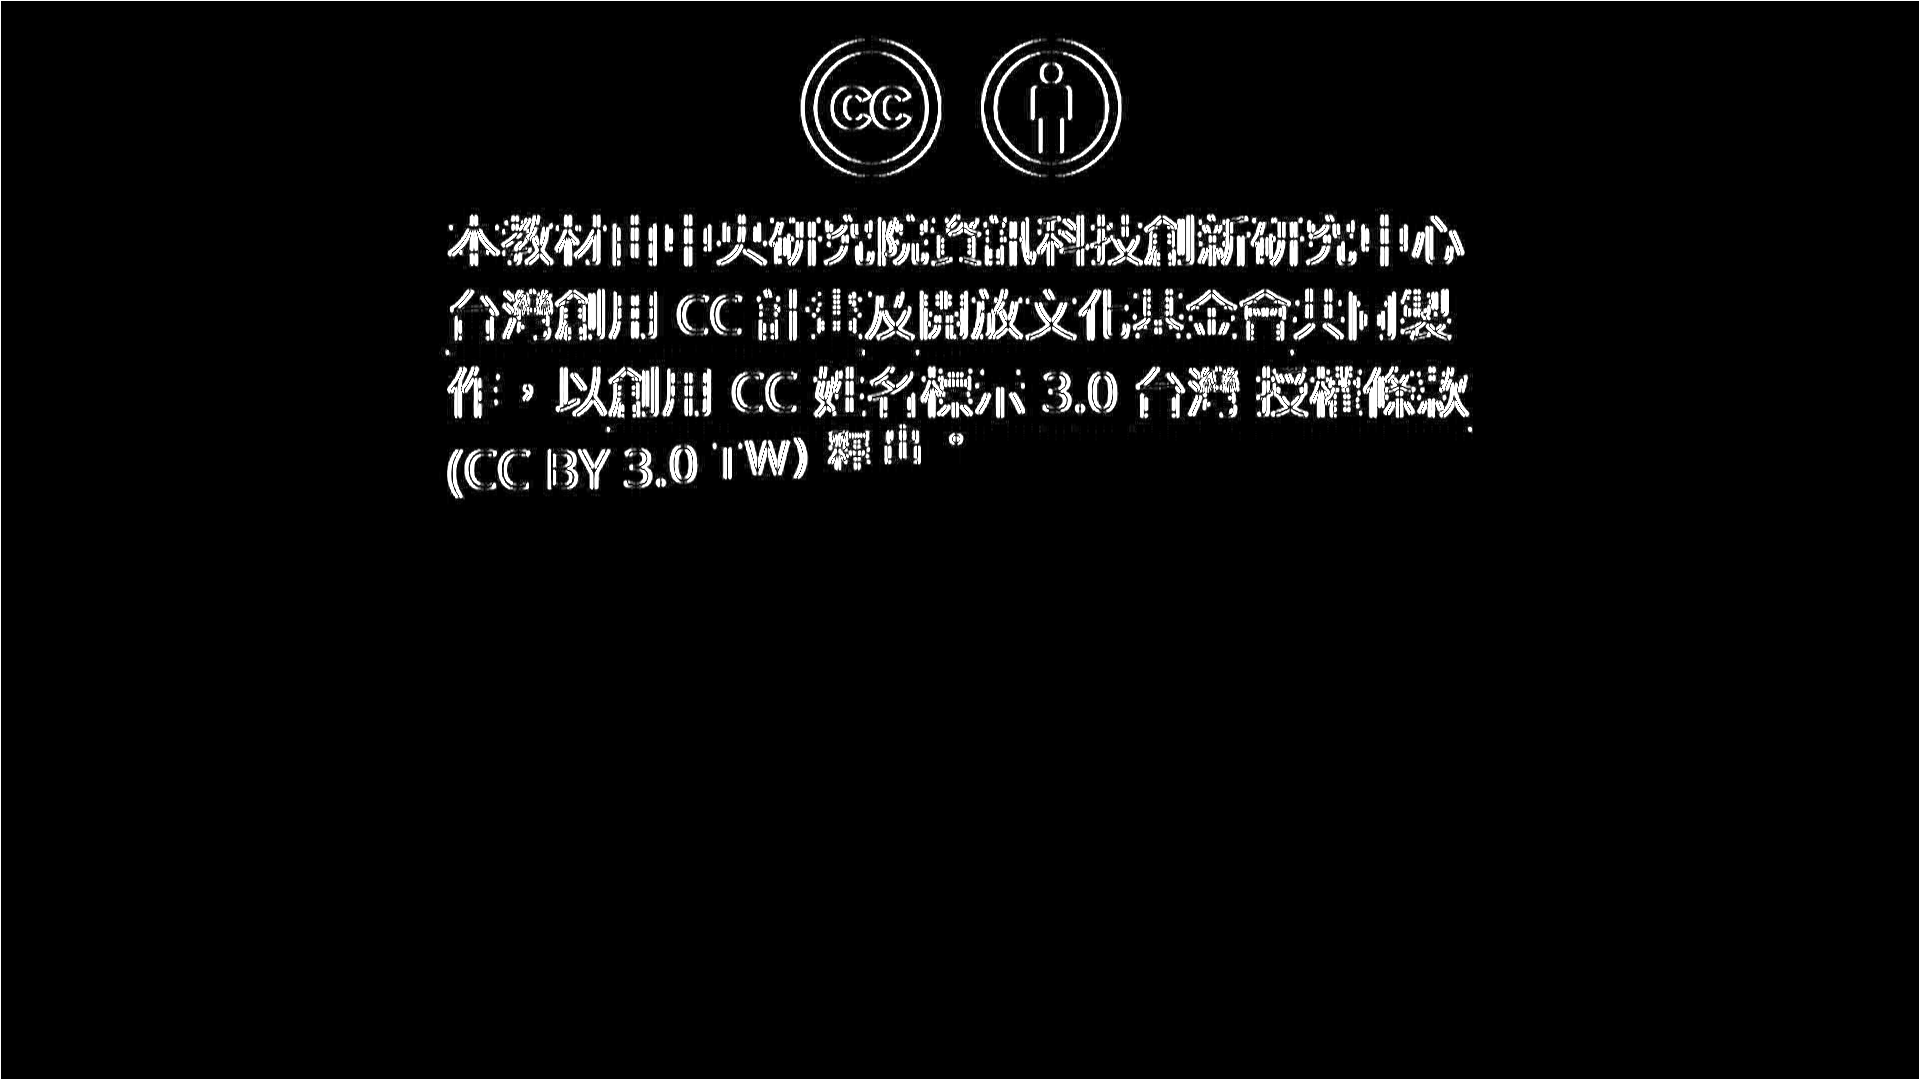 cc
本教材由中央研究院資訊科技創新研究中心
台灣創用 CC 計畫及開放文化基金會共同製
作，以創用 CC 姓名標示 3.0 台灣 授權條款
(CC BY 3.0 TW) 釋出。